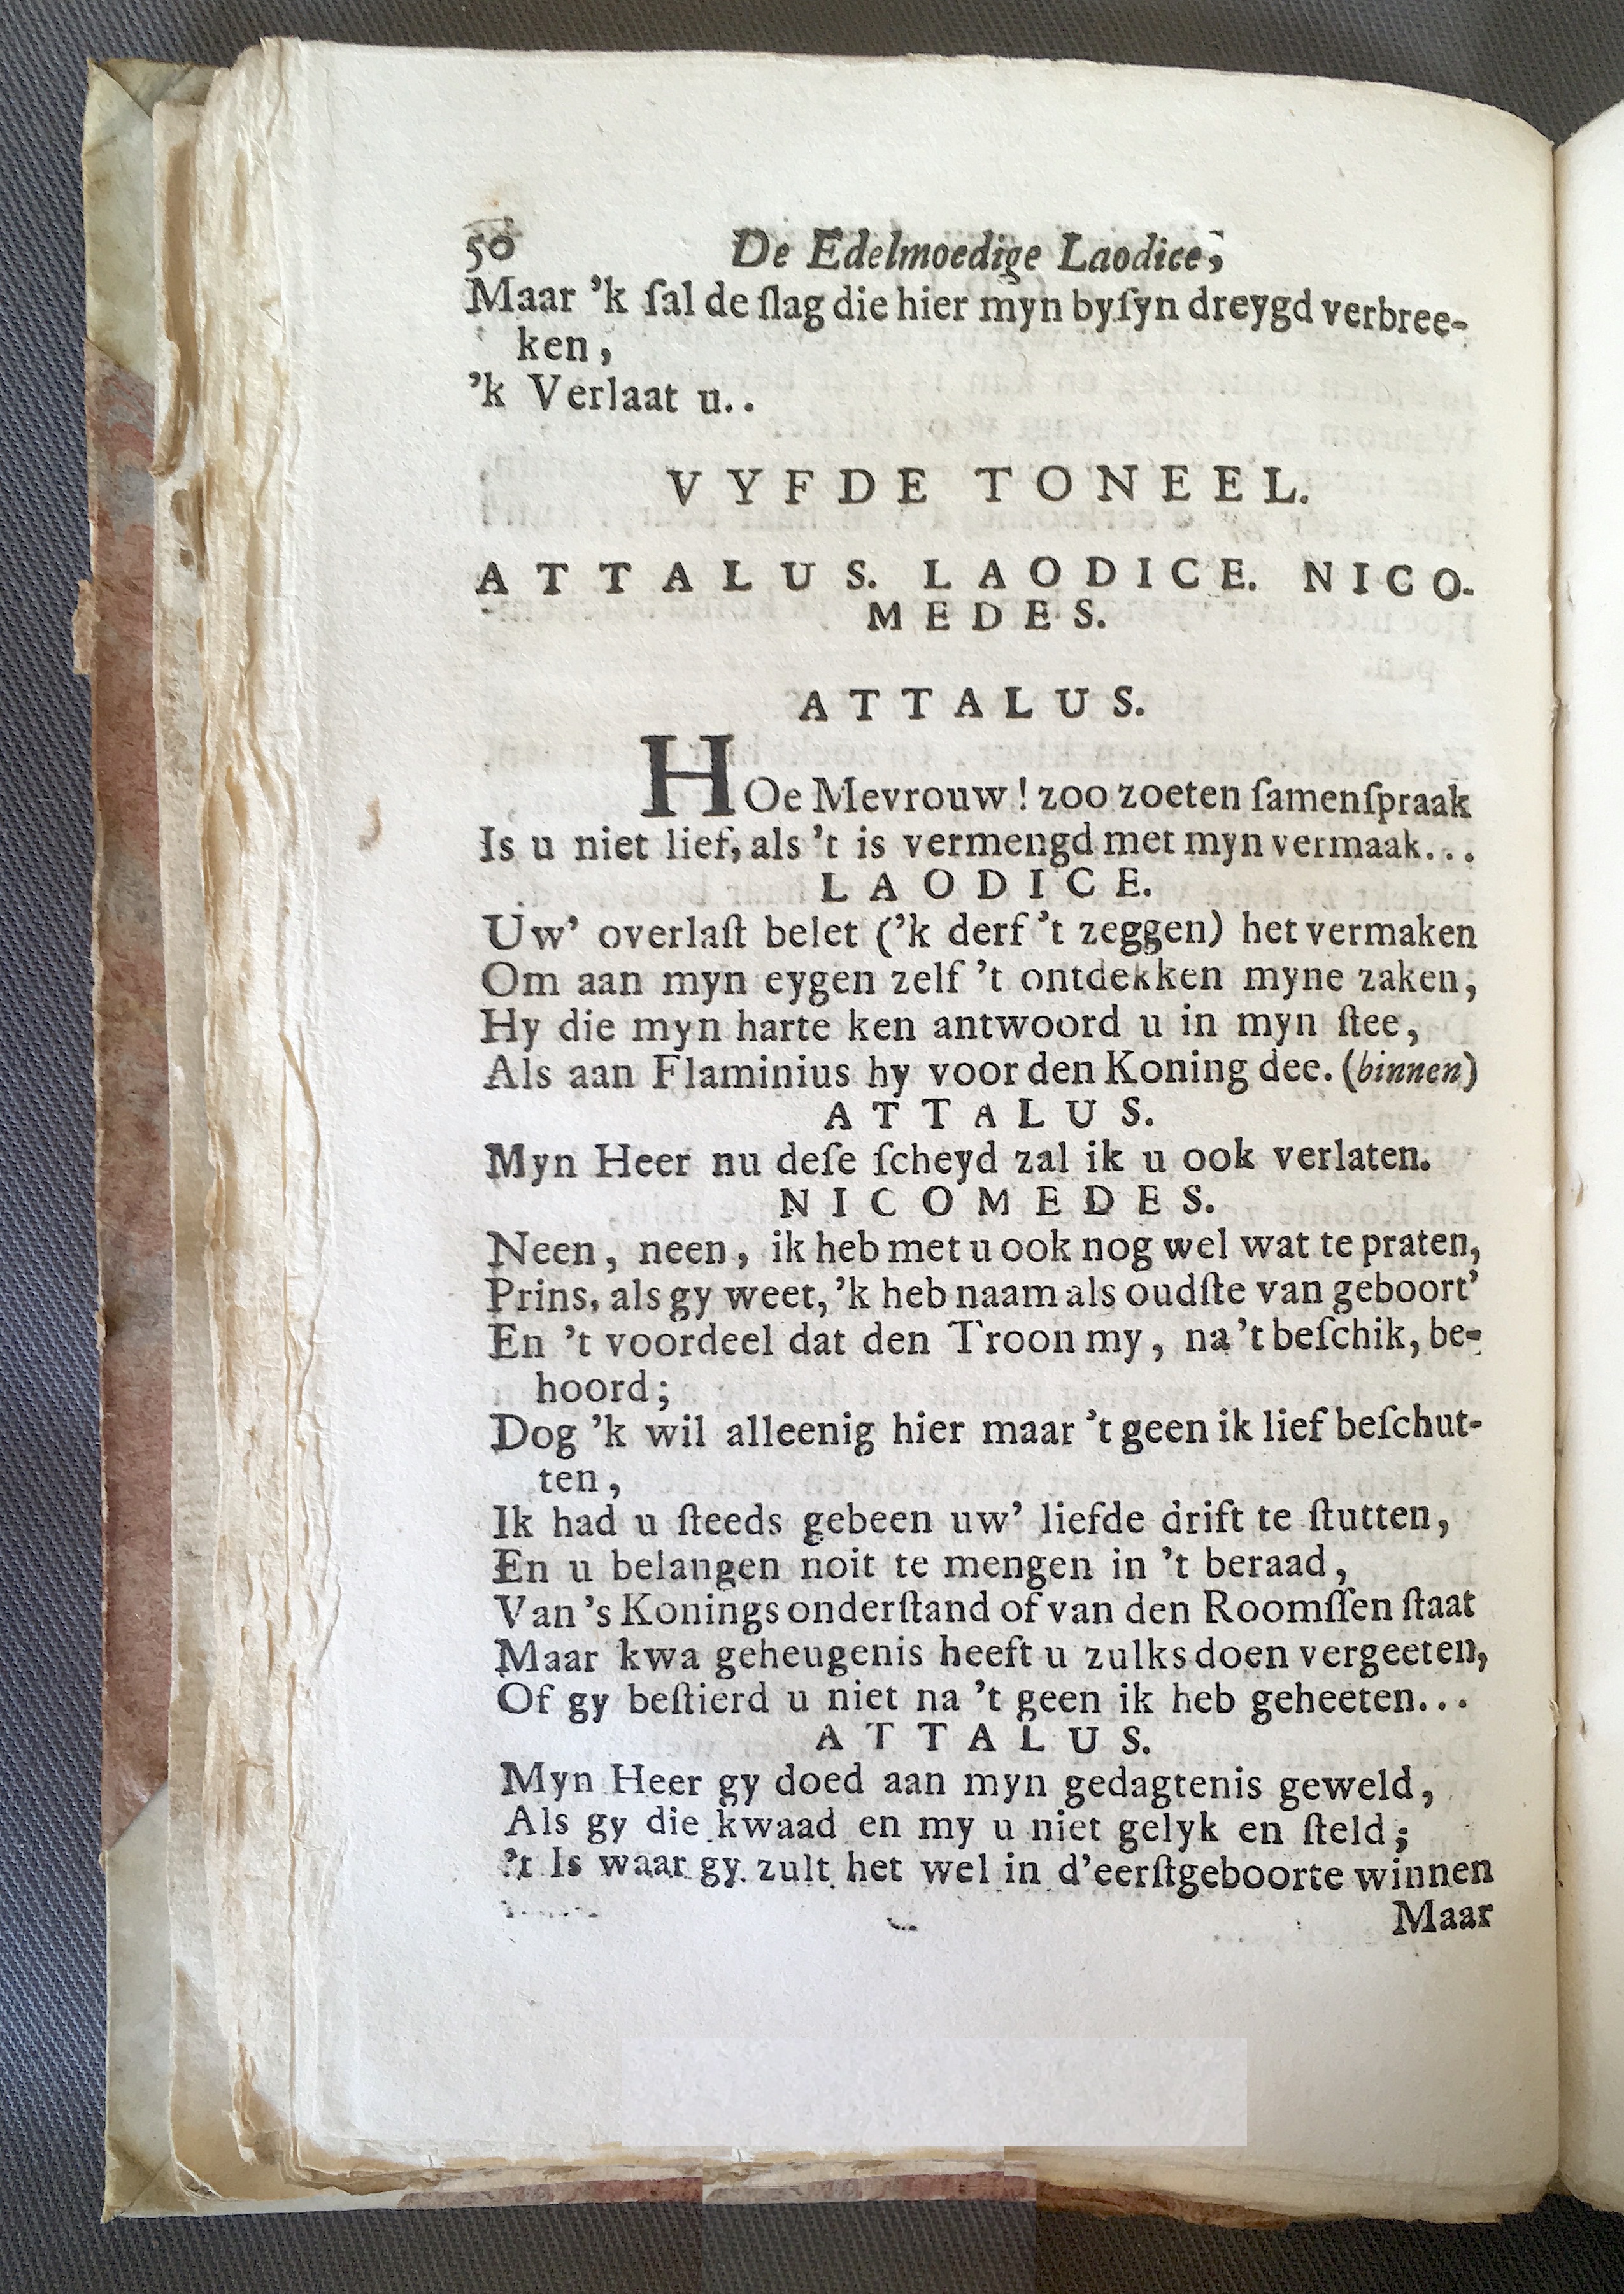 50 De Edelmoedige Laodice,
Maar 'k ſal de ſlag die hier myn byſyn dreygd verbree-
ken,
'k Verlaat u..
VYFDE TONEEL.
ATTALUS. LAODICE. NICO-
MEDES.
ATTALUS.
HOe Mevrouw! zoo zoeten ſamenſpraak
Is u niet lief, als 't is vermengd met myn vermaak...
LAODICE.
Uw' overlaſt belet ('k derf 't zeggen) het vermaken
Om aan myn eygen zelf 't ontdekken myne zaken,
Hy die myn harte ken antwoord u in myn ſtee,
Als aan Flaminius hy voor den Koning dee. (binnen)
ATTALUS.
Myn Heer nu deſe ſcheyd zal ik u ook verlaten.
NICOMEDES.
Neen, neen, ik heb met u ook nog wel wat te praten,
Prins, als gy weet, 'k heb naam als oudſte van geboort'
En 't voordeel dat den Troon my, na 't beſchik, be-
hoord;
Dog 'k wil alleenig hier maar 't geen ik lief beſchut-
ten,
Ik had u ſteeds gebeen uw' liefde drift te ſtutten,
En u belangen noit te mengen in 't beraad,
Van 's Konings onderſtand of van den Roomſſen ſtaat
Maar kwa geheugenis heeft u zulks doen vergeeten,
Of gy beſtierd u niet na 't geen ik heb geheeten...
ATTALUS.
Myn Heer gy doed aan myn gedagtenis geweld,
Als gy die kwaad en my u niet gelyk en ſteld;
't Is waar gy zult het wel in d'eerſtgeboorte winnen
Maar